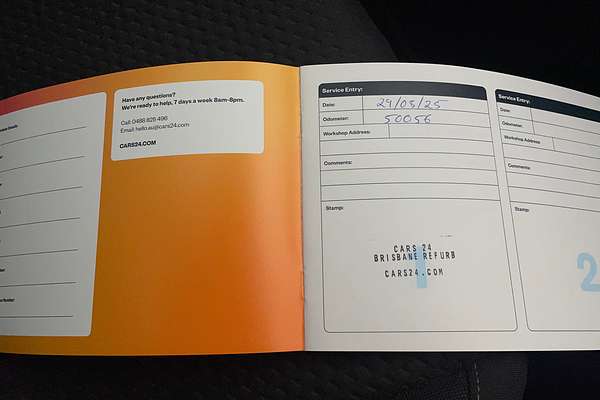 Have any questions?
We're ready to help, 7 days a week 8am-8pm.
Call: 0488 825 496
Email: hello.au@cars24.com
CARS24.COM
Service Entry:
Date: 29/05/25
Odometer: 50056
Workshop Address:
Comments:
Stamp:
CARS 24
BRISBANE REFURB
CARS24.COM
1
Service Entry:
Date:
Odometer:
Workshop Address:
Comments:
Stamp:
2